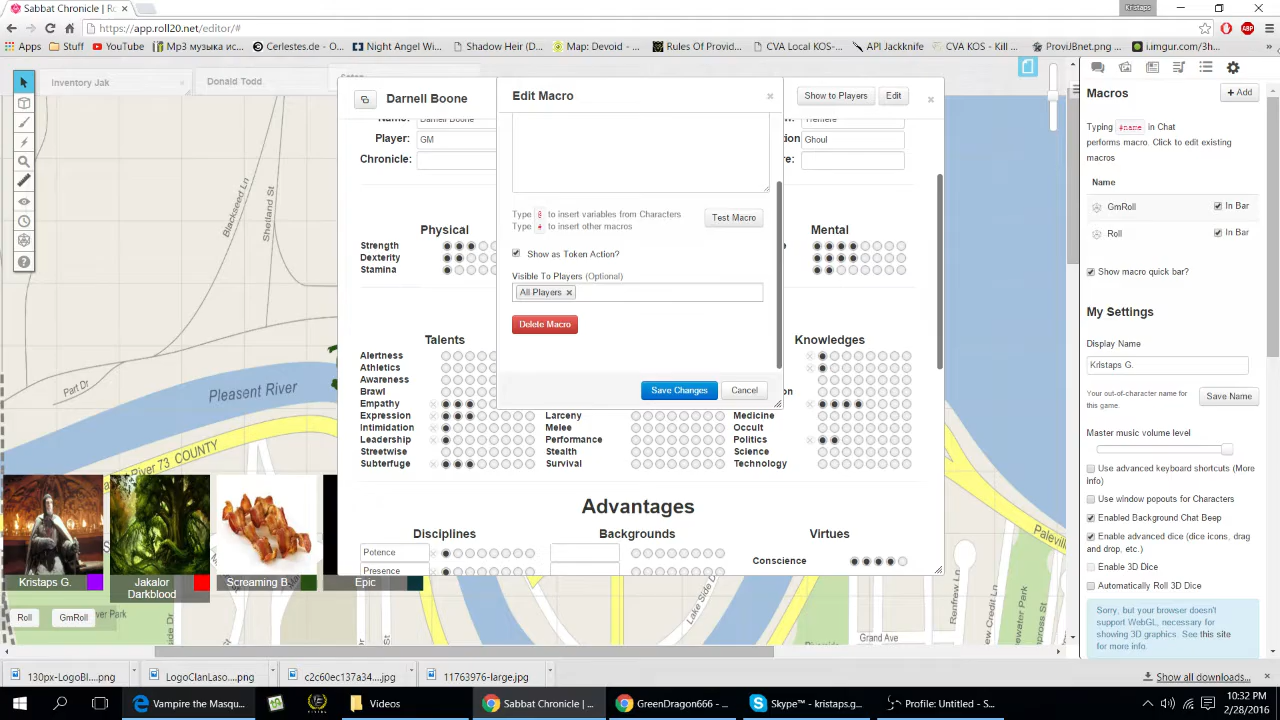 Sabbat Chronicle | Ro
Kristaps
https://app.roll20.net/editor/#
Apps
Stuff
YouTube
Mp3 музыка ис...
Cerlestes.de: 0
Night Angel Wind -
Shadow Heir - D
Map: Devoid - ...
Rules Of Provid
CVA Local KOS-...
API Jackknife
CVA KOS - Kill ...
Provi8net.png ...
i.imgur.com/3h...
Inventory Jak
Donald Todd
Darnell Boone
Edit Macro
Show to Players
Edit
Name:
Darnell Boone
Tremere
Player:
GM
Ghoul
Chronicle:
Type @ to insert variables from Characters
Type # to insert other macros
Test Macro
Show as Token Action?
Visible To Players (Optional)
All Players ×
Delete Macro
Save Changes
Cancel
Physical
Mental
Strength
Dexterity
Stamina
Talents
Knowledges
Alertness
Athletics
Awareness
Brawl
Empathy
Expression
Larceny
Medicine
Intimidation
Melee
Occult
Leadership
Performance
Politics
Streetwise
Stealth
Science
Subterfuge
Survival
Technology
Advantages
Disciplines
Backgrounds
Virtues
Potence
Conscience
Presence
Macros
+ Add
Typing #name in Chat
performs macro. Click to edit existing
macros
Name
GmRoll
In Bar
Roll
In Bar
Show macro quick bar?
My Settings
Display Name
Kristaps G.
Your out-of-character name for
this game.
Save Name
Master music volume level
Use advanced keyboard shortcuts (More
info)
Use window popouts for Characters
Enabled Background Chat Beep
Enable advanced dice (dice icons, drag
and drop, etc.)
Enable 3D Dice
Automatically Roll 3D Dice
Sorry, but your browser doesn't
support WebGL, necessary for
showing 3D graphics. See this site
for more info.
Blackseed Ln
Shetland St
Part Dr
Pleasent River
River 73 COUNTY
River Park
Lake Side
Renfrew Ln
Grand Ave
Kristaps G.
Jakalor
Darkblood
Screaming B.
Epic
Roll
GmRoll
130px-LogoBl....png
LogoClanLaso....png
c2c60ec137a34....jpg
11763976-large.jpg
Show all downloads...
Vampire the Masqu...
Videos
Sabbat Chronicle | ...
GreenDragon666 - ...
Skype™ - kristaps.g...
Profile: Untitled - S...
10:32 PM
2/28/2016